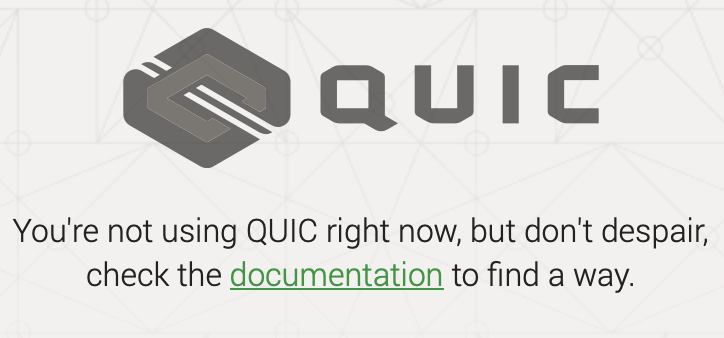 QUIC
You're not using QUIC right now, but don't despair,
check the documentation to find a way.